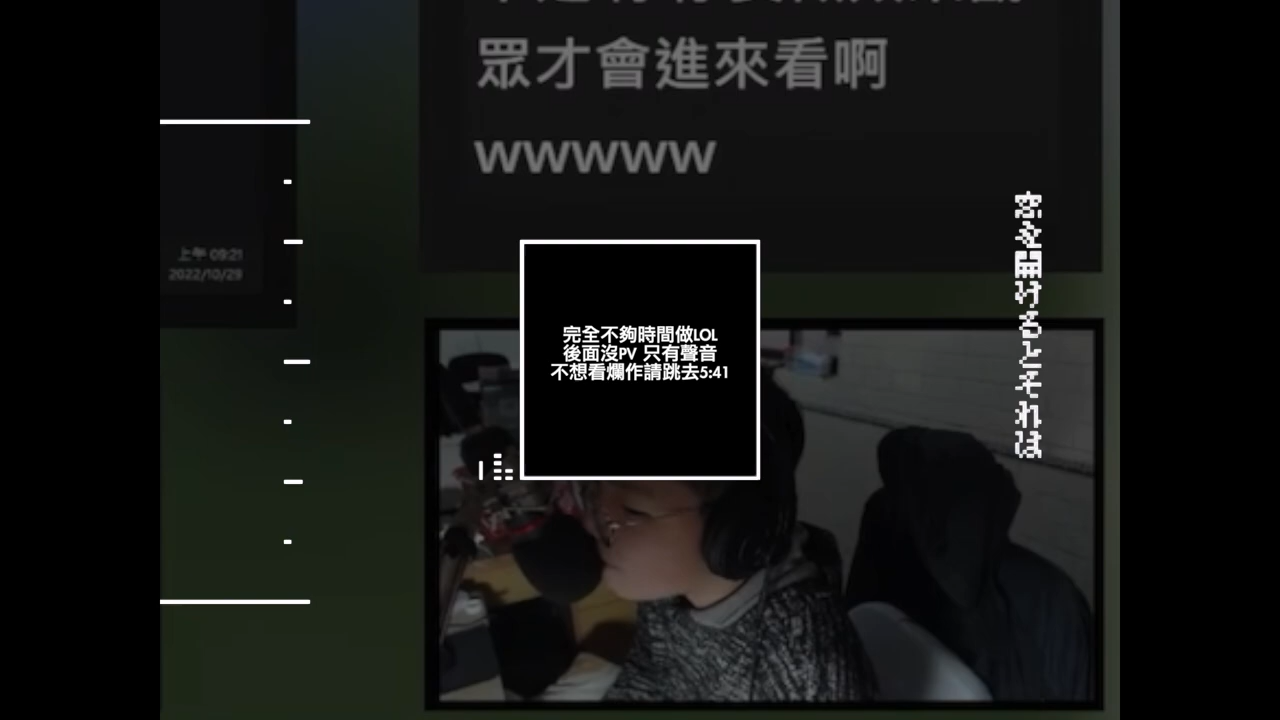 眾才會進來看啊
wwwww
上午 09:21
2022/10/29
完全不夠時間做LOL
後面沒PV 只有聲音
不想看爛作請跳去5:41
窓を開けるとそれは